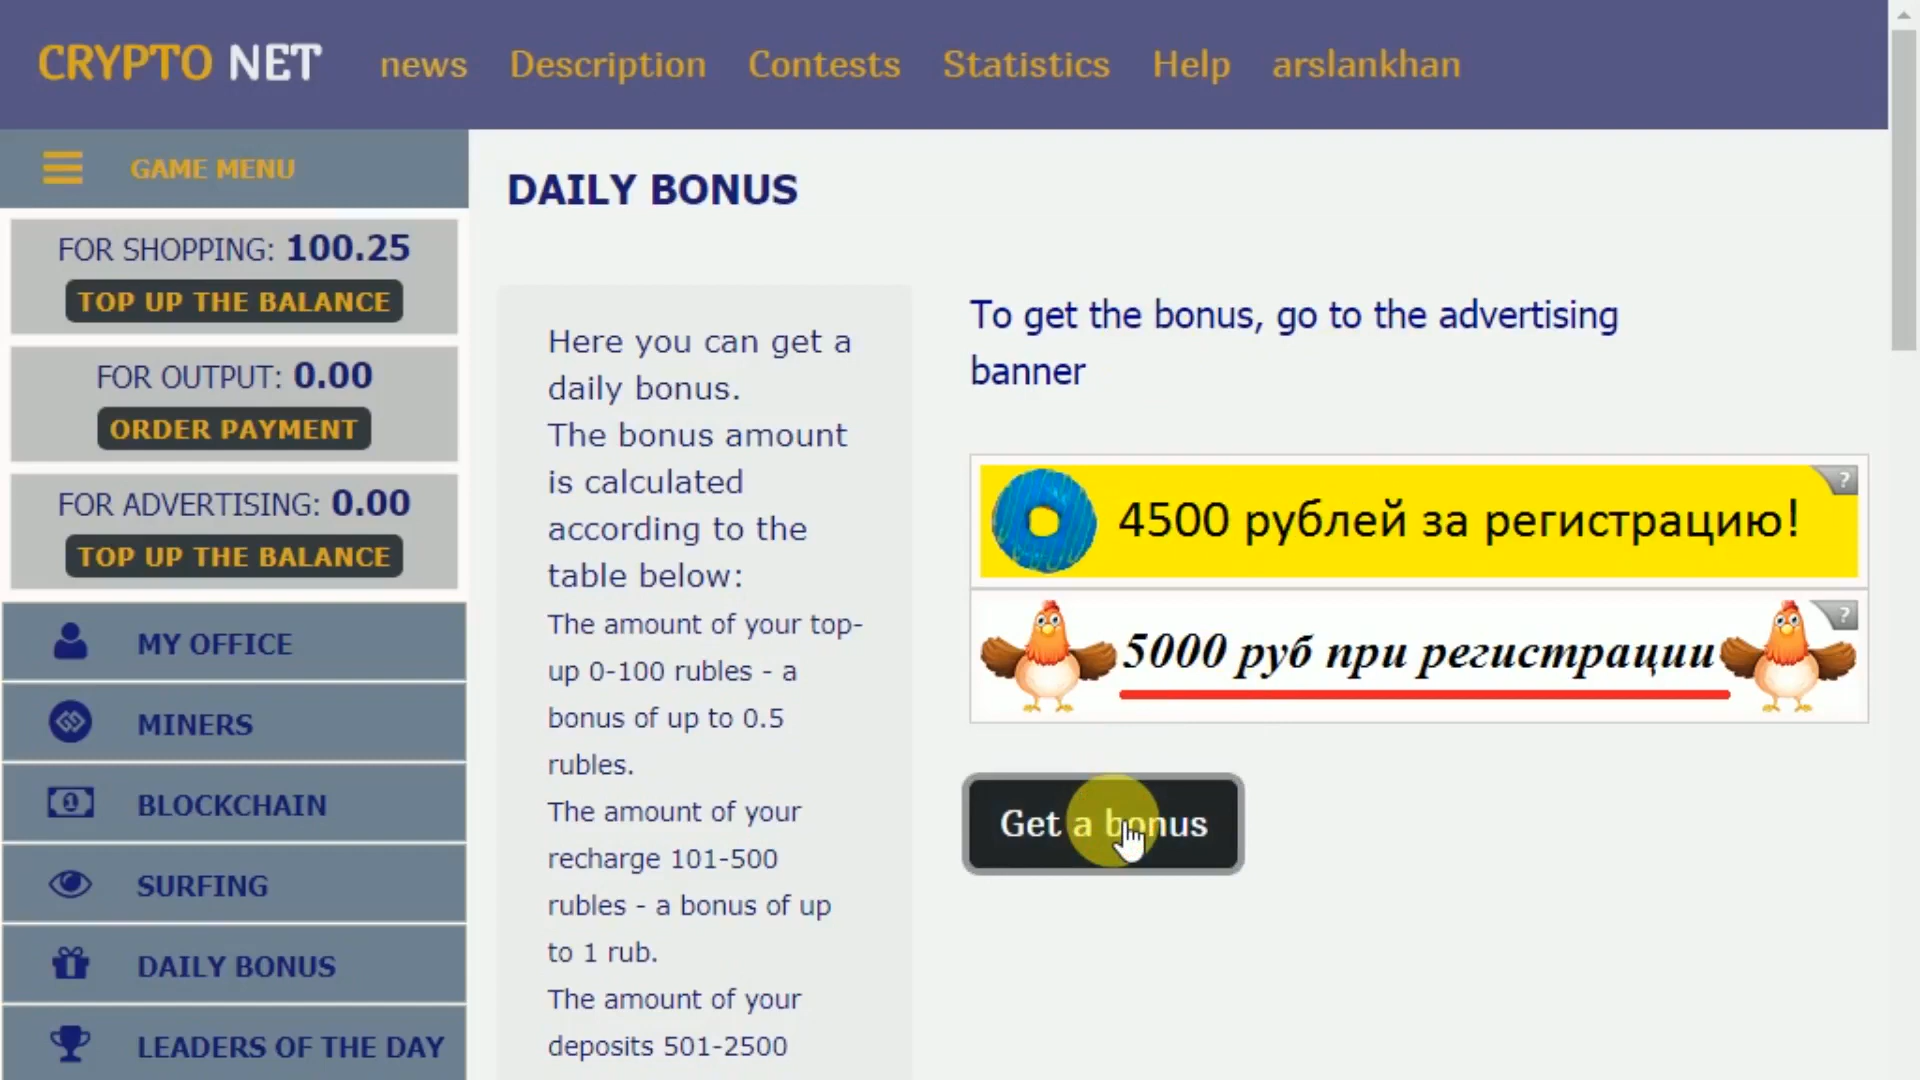 CRYPTO NET
news
Description
Contests
Statistics
Help
arslankhan
GAME MENU
FOR SHOPPING: 100.25
TOP UP THE BALANCE
FOR OUTPUT: 0.00
ORDER PAYMENT
FOR ADVERTISING: 0.00
TOP UP THE BALANCE
MY OFFICE
MINERS
BLOCKCHAIN
SURFING
DAILY BONUS
LEADERS OF THE DAY
DAILY BONUS
Here you can get a
daily bonus.
The bonus amount
is calculated
according to the
table below:
The amount of your top-
up 0-100 rubles - a
bonus of up to 0.5
rubles.
The amount of your
recharge 101-500
rubles - a bonus of up
to 1 rub.
The amount of your
deposits 501-2500
To get the bonus, go to the advertising
banner
4500 рублей за регистрацию!
?
5000 руб при регистрации
?
Get a bonus